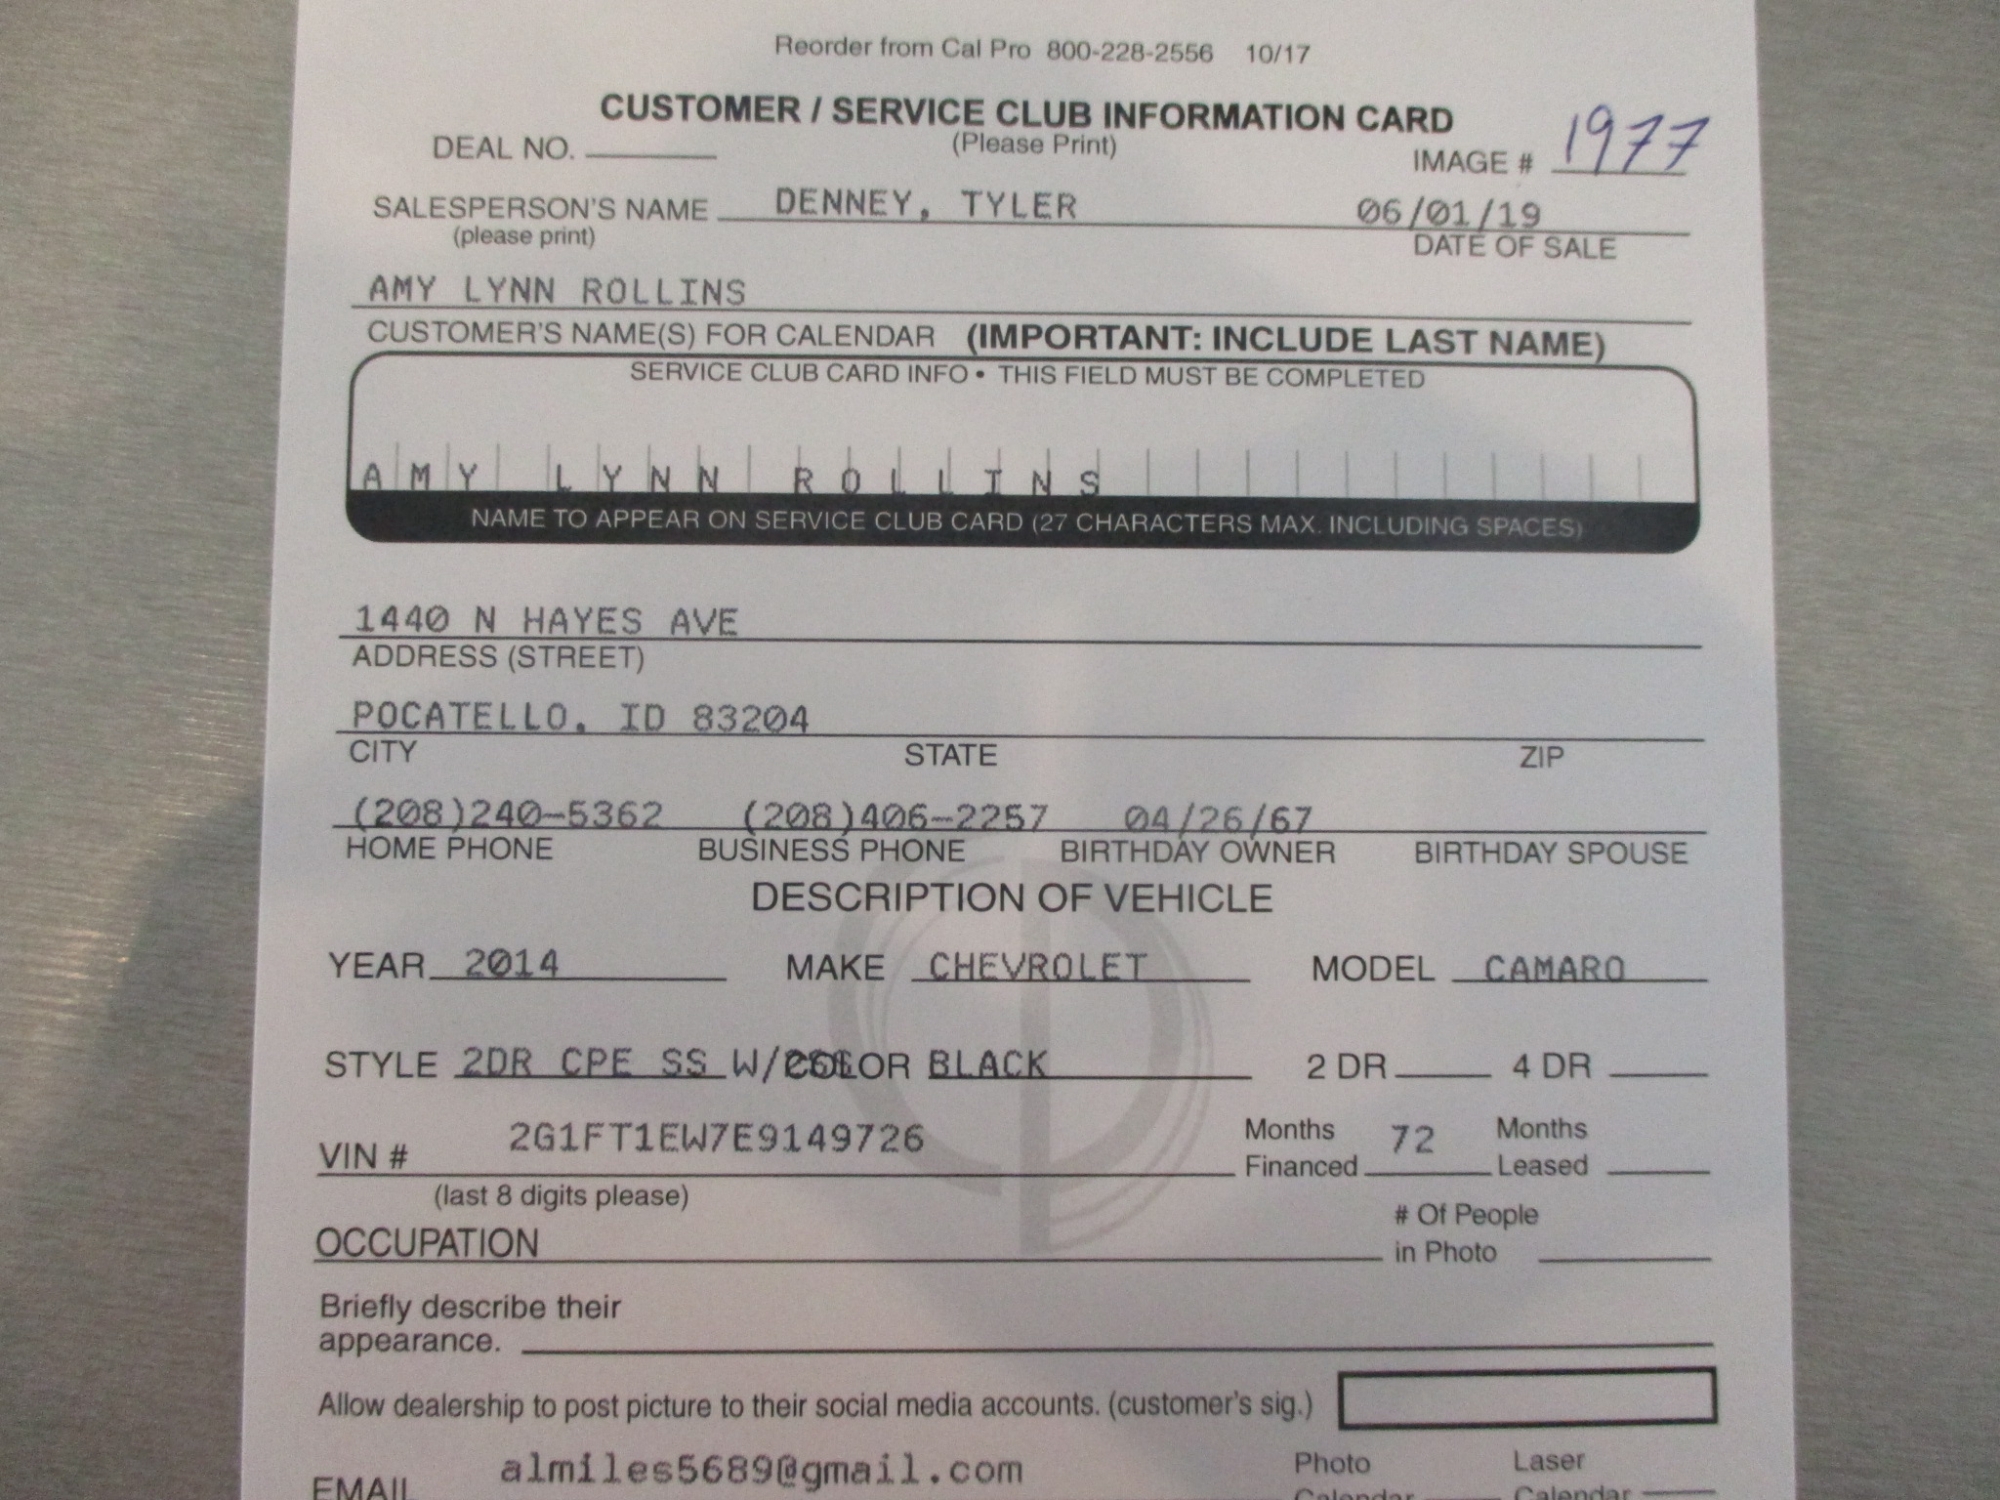 Reorder from Cal Pro 800-228-2556 10/17
CUSTOMER / SERVICE CLUB INFORMATION CARD
(Please Print)
DEAL NO.
IMAGE # 1977
SALESPERSON'S NAME DENNEY, TYLER 06/01/19
(please print) DATE OF SALE
AMY LYNN ROLLINS
CUSTOMER'S NAME(S) FOR CALENDAR (IMPORTANT: INCLUDE LAST NAME)
SERVICE CLUB CARD INFO • THIS FIELD MUST BE COMPLETED
AMY LYNN ROLLINS
NAME TO APPEAR ON SERVICE CLUB CARD (27 CHARACTERS MAX. INCLUDING SPACES)
1440 N HAYES AVE
ADDRESS (STREET)
POCATELLO, ID 83204
CITY STATE ZIP
(208)240-5362 (208)406-2257 04/26/67
HOME PHONE BUSINESS PHONE BIRTHDAY OWNER BIRTHDAY SPOUSE
DESCRIPTION OF VEHICLE
YEAR 2014 MAKE CHEVROLET MODEL CAMARO
STYLE 2DR CPE SS COLOR BLACK 2 DR 4 DR
VIN # 2G1FT1EW7E9149726 Months Financed 72 Months Leased
(last 8 digits please)
OCCUPATION # Of People in Photo
Briefly describe their
appearance.
Allow dealership to post picture to their social media accounts. (customer's sig.)
EMAIL almiles5689@gmail.com Photo Calendar Laser Calendar